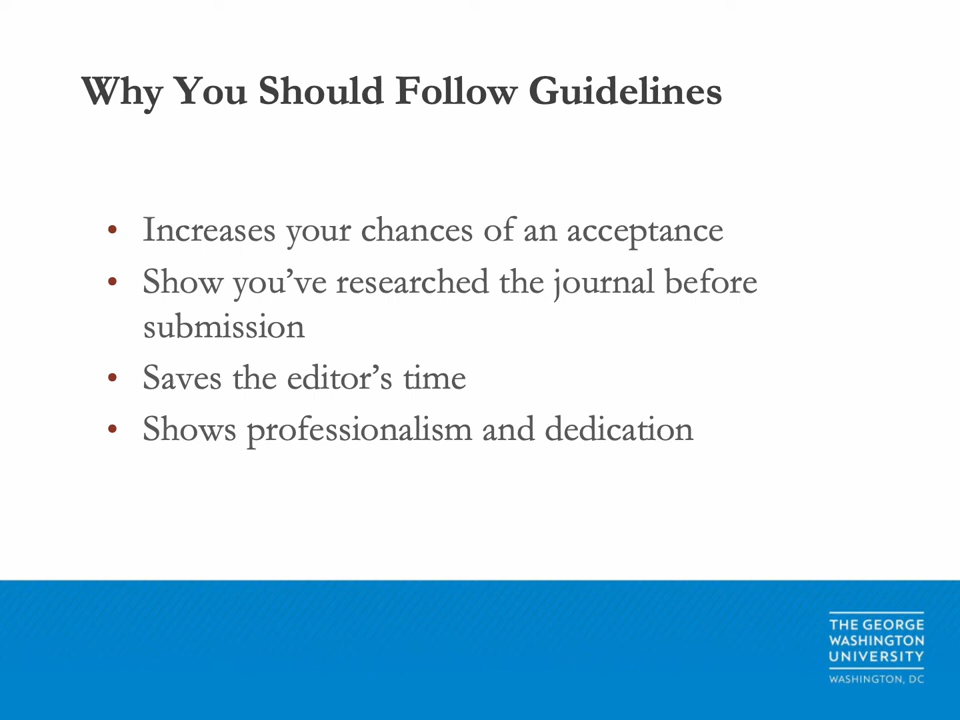 Why You Should Follow Guidelines
• Increases your chances of an acceptance
• Show you’ve researched the journal before
submission
• Saves the editor’s time
• Shows professionalism and dedication
THE GEORGE
WASHINGTON
UNIVERSITY
WASHINGTON, DC